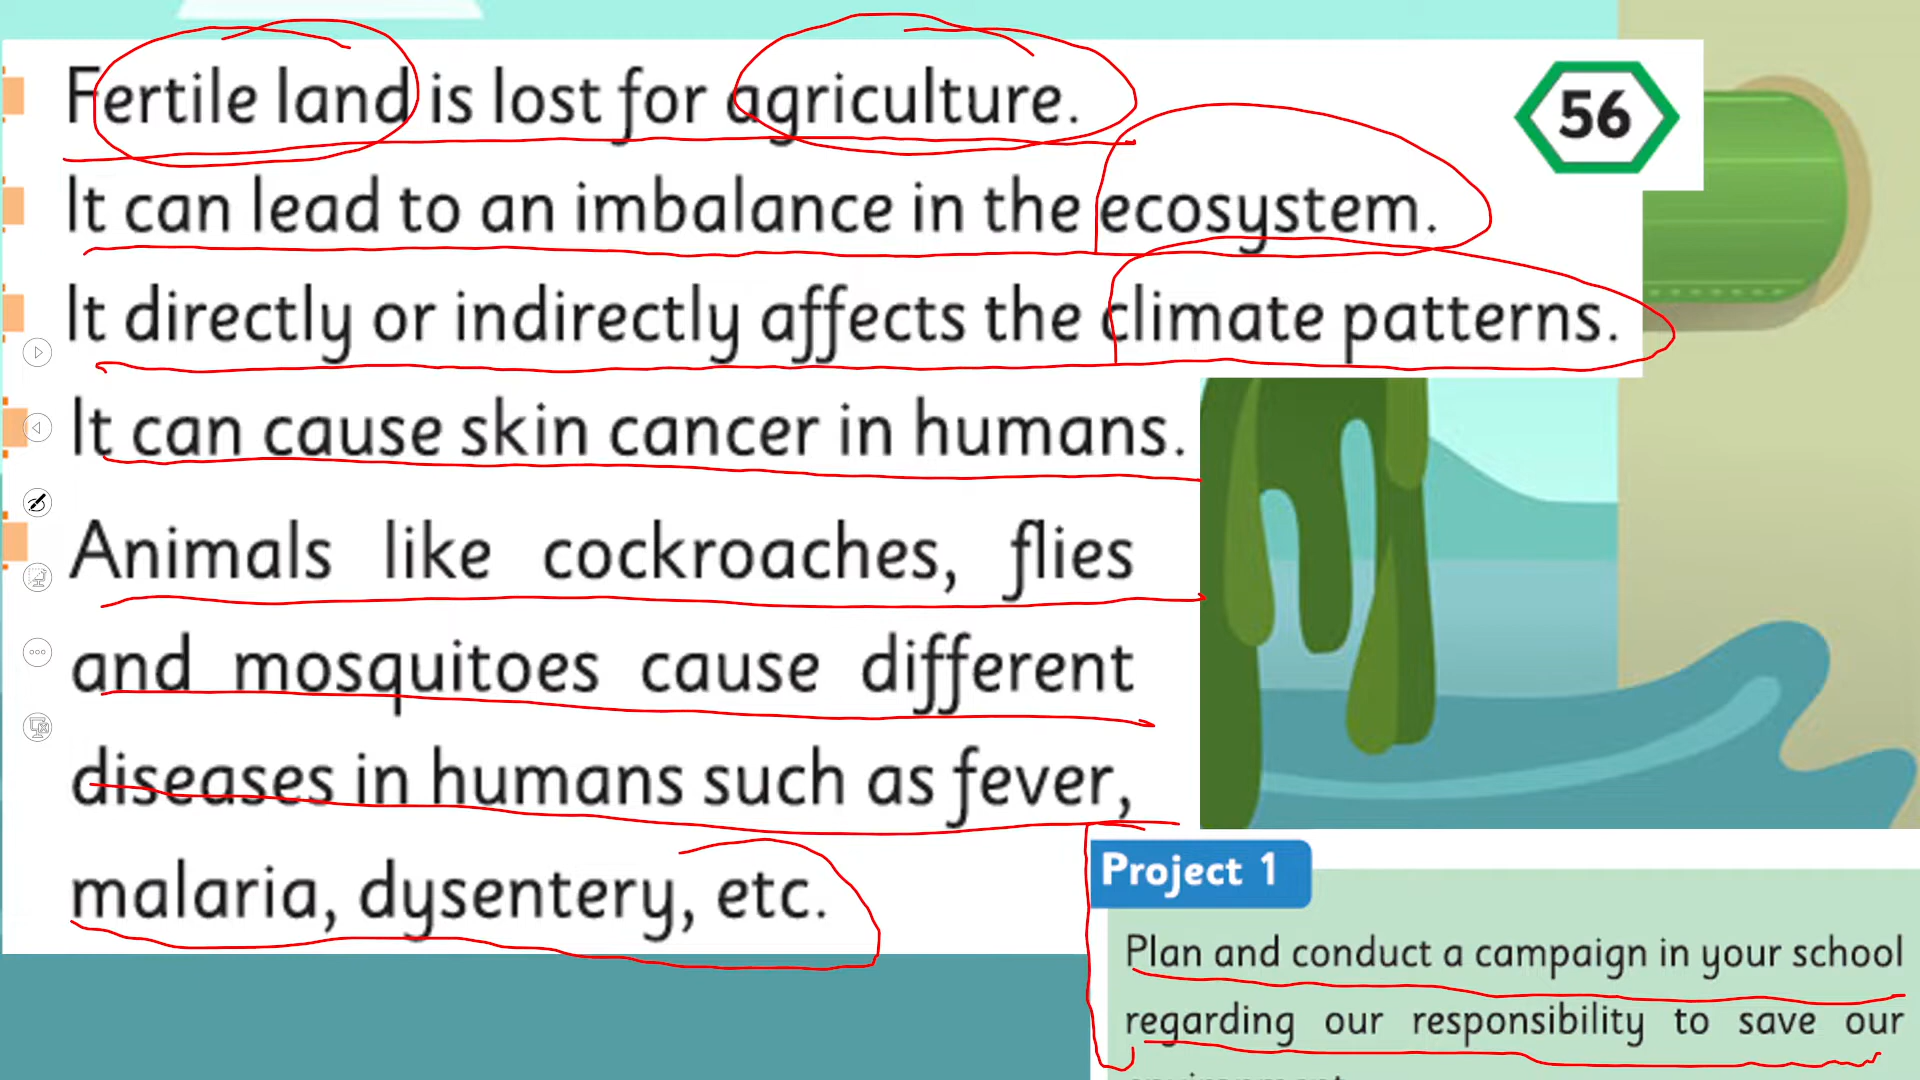 Fertile land is lost for agriculture.
56
It can lead to an imbalance in the ecosystem.
It directly or indirectly affects the climate patterns.
It can cause skin cancer in humans.
Animals like cockroaches, flies
and mosquitoes cause different
diseases in humans such as fever,
malaria, dysentery, etc.
Project 1
Plan and conduct a campaign in your school
regarding our responsibility to save our